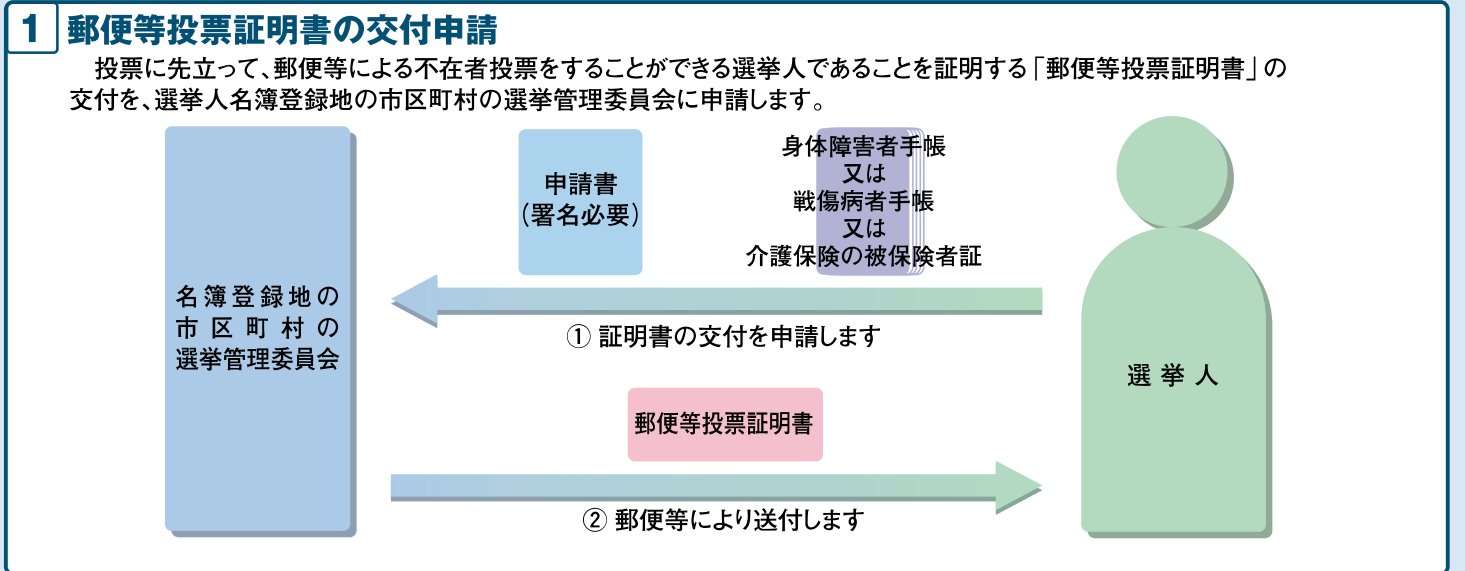 1 郵便等投票証明書の交付申請
投票に先立って、郵便等による不在者投票をすることができる選挙人であることを証明する「郵便等投票証明書」の
交付を、選挙人名簿登録地の市区町村の選挙管理委員会に申請します。
申請書
（署名必要）
身体障害者手帳
又は
戦傷病者手帳
又は
介護保険の被保険者証
名簿登録地の
市区町村の
選挙管理委員会
① 証明書の交付を申請します
選挙人
郵便等投票証明書
② 郵便等により送付します